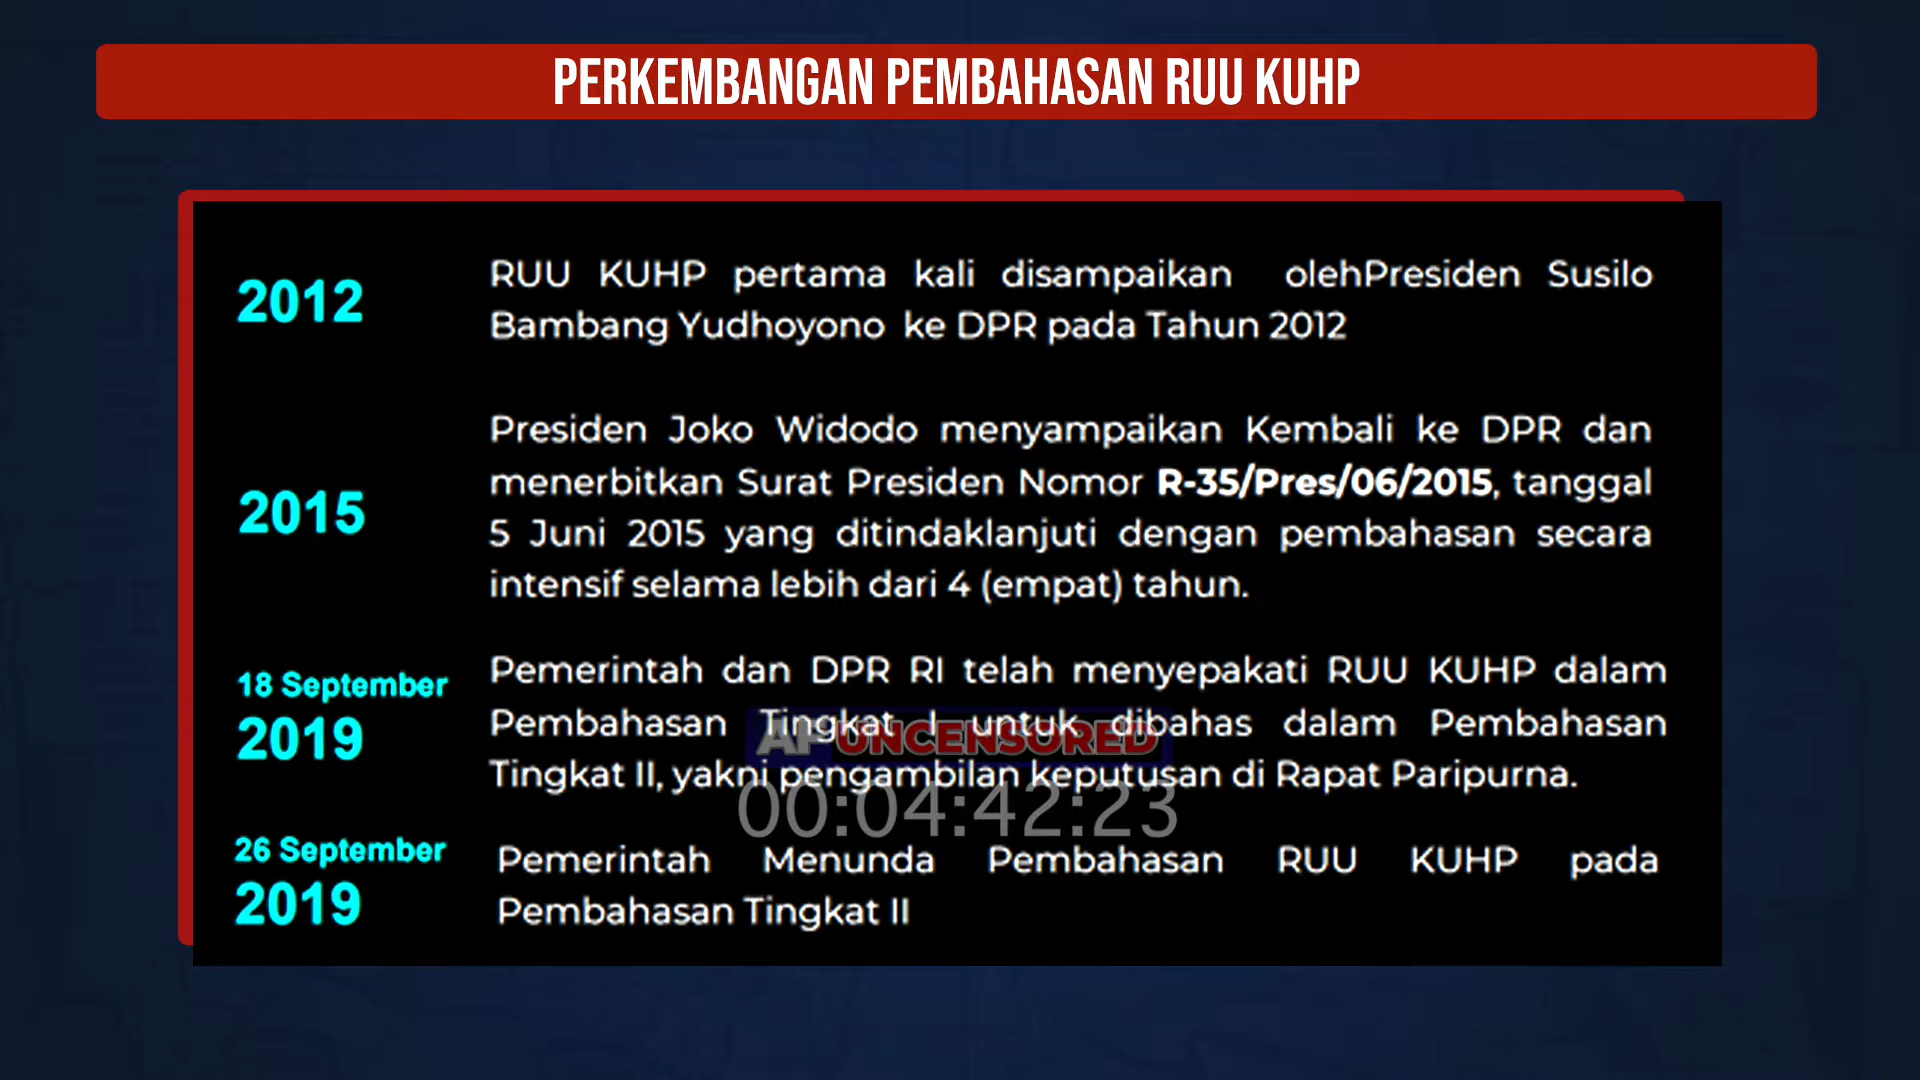 PERKEMBANGAN PEMBAHASAN RUU KUHP
2012
RUU KUHP pertama kali disampaikan olehPresiden Susilo
Bambang Yudhoyono ke DPR pada Tahun 2012
2015
Presiden Joko Widodo menyampaikan Kembali ke DPR dan
menerbitkan Surat Presiden Nomor R-35/Pres/06/2015, tanggal
5 Juni 2015 yang ditindaklanjuti dengan pembahasan secara
intensif selama lebih dari 4 (empat) tahun.
18 September
2019
Pemerintah dan DPR RI telah menyepakati RUU KUHP dalam
Pembahasan Tingkat I untuk dibahas dalam Pembahasan
Tingkat II, yakni pengambilan keputusan di Rapat Paripurna.
AP UNCENSORED
00:04:42:23
26 September
2019
Pemerintah Menunda Pembahasan RUU KUHP pada
Pembahasan Tingkat II